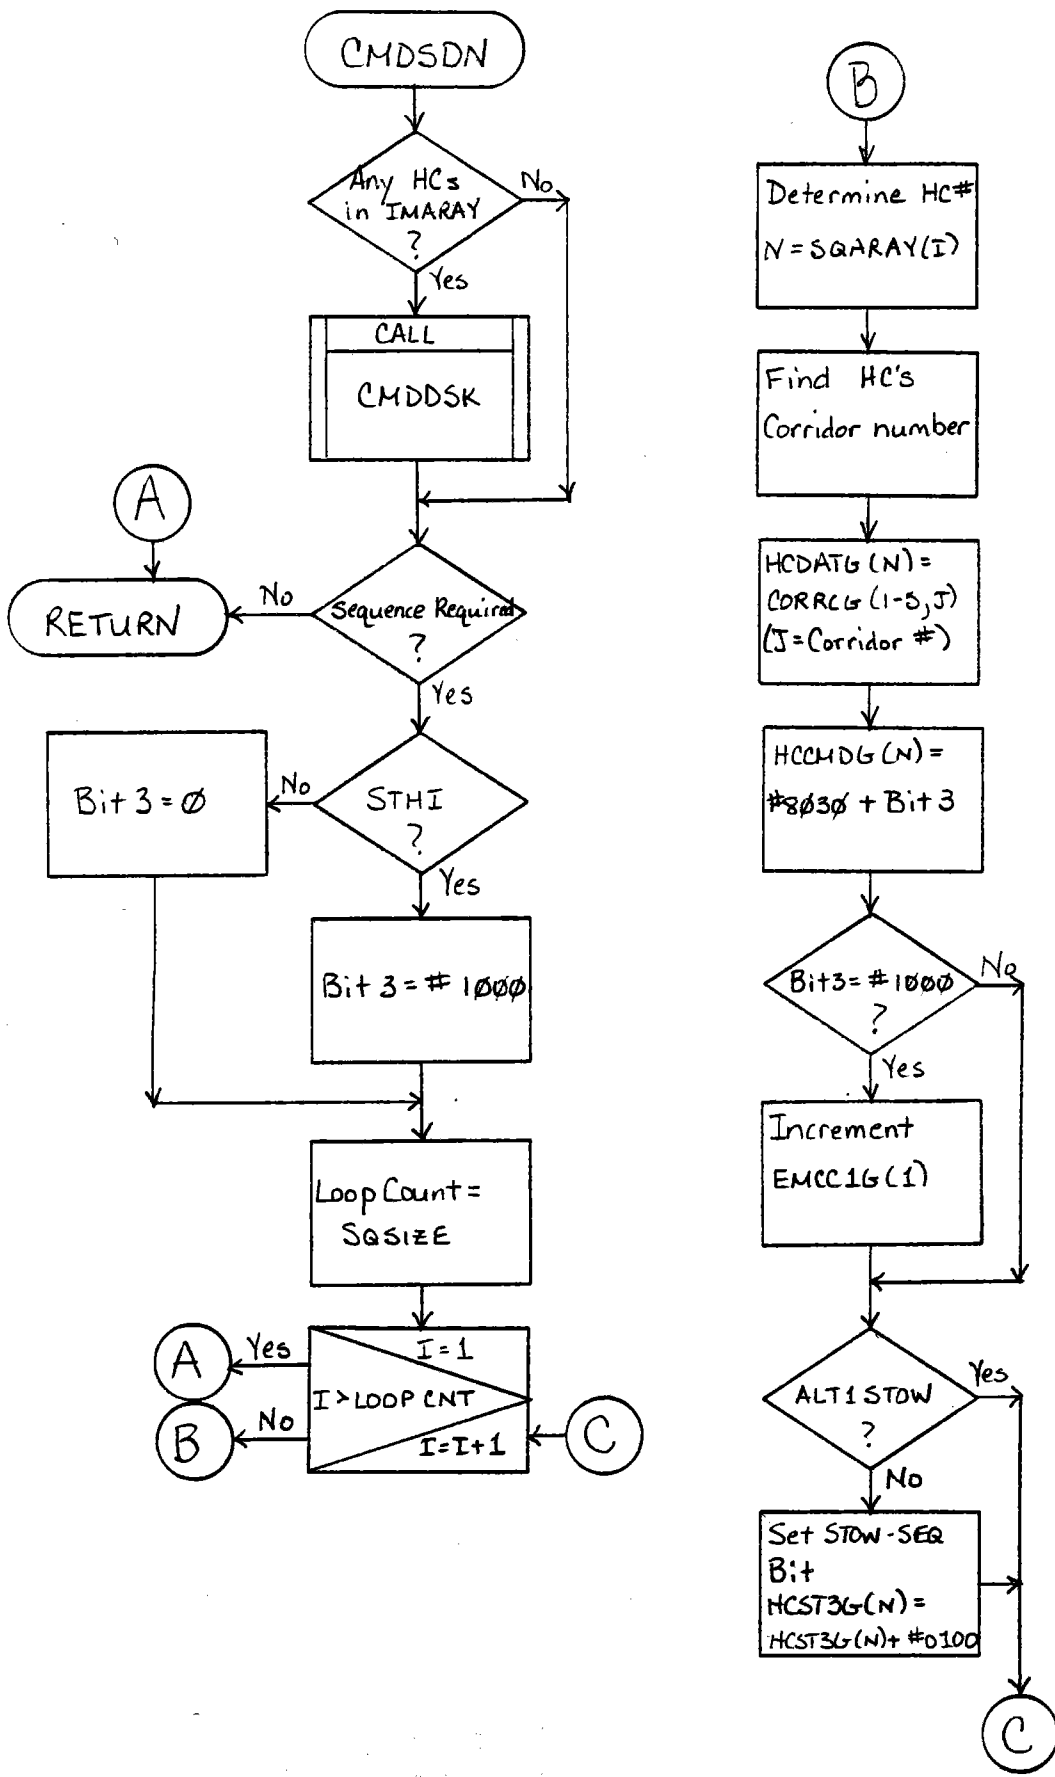 CMDSDN
Any HCs
in IMARAY
?
No
Yes
CALL
CMDDSK
A
RETURN
No
Sequence Required
?
Yes
Bit 3 = Ø
No
STHI
?
Yes
Bit 3 = # 1ØØØ
Loop Count =
SQSIZE
I = 1
I > LOOP CNT
I = I + 1
Yes
A
No
B
C
B
Determine HC#
N = SQARAY(I)
Find HC's
Corridor number
HCDATG (N) =
CORRCG (1-5, J)
(J = Corridor #)
HCCMDG (N) =
#8Ø3Ø + Bit 3
Bit 3 = #1ØØØ
?
No
Yes
Increment
EMCC1G (1)
ALT1 STOW
?
Yes
No
Set STOW-SEQ
Bit
HCST3G(N) =
HCST3G(N) + #0100
C